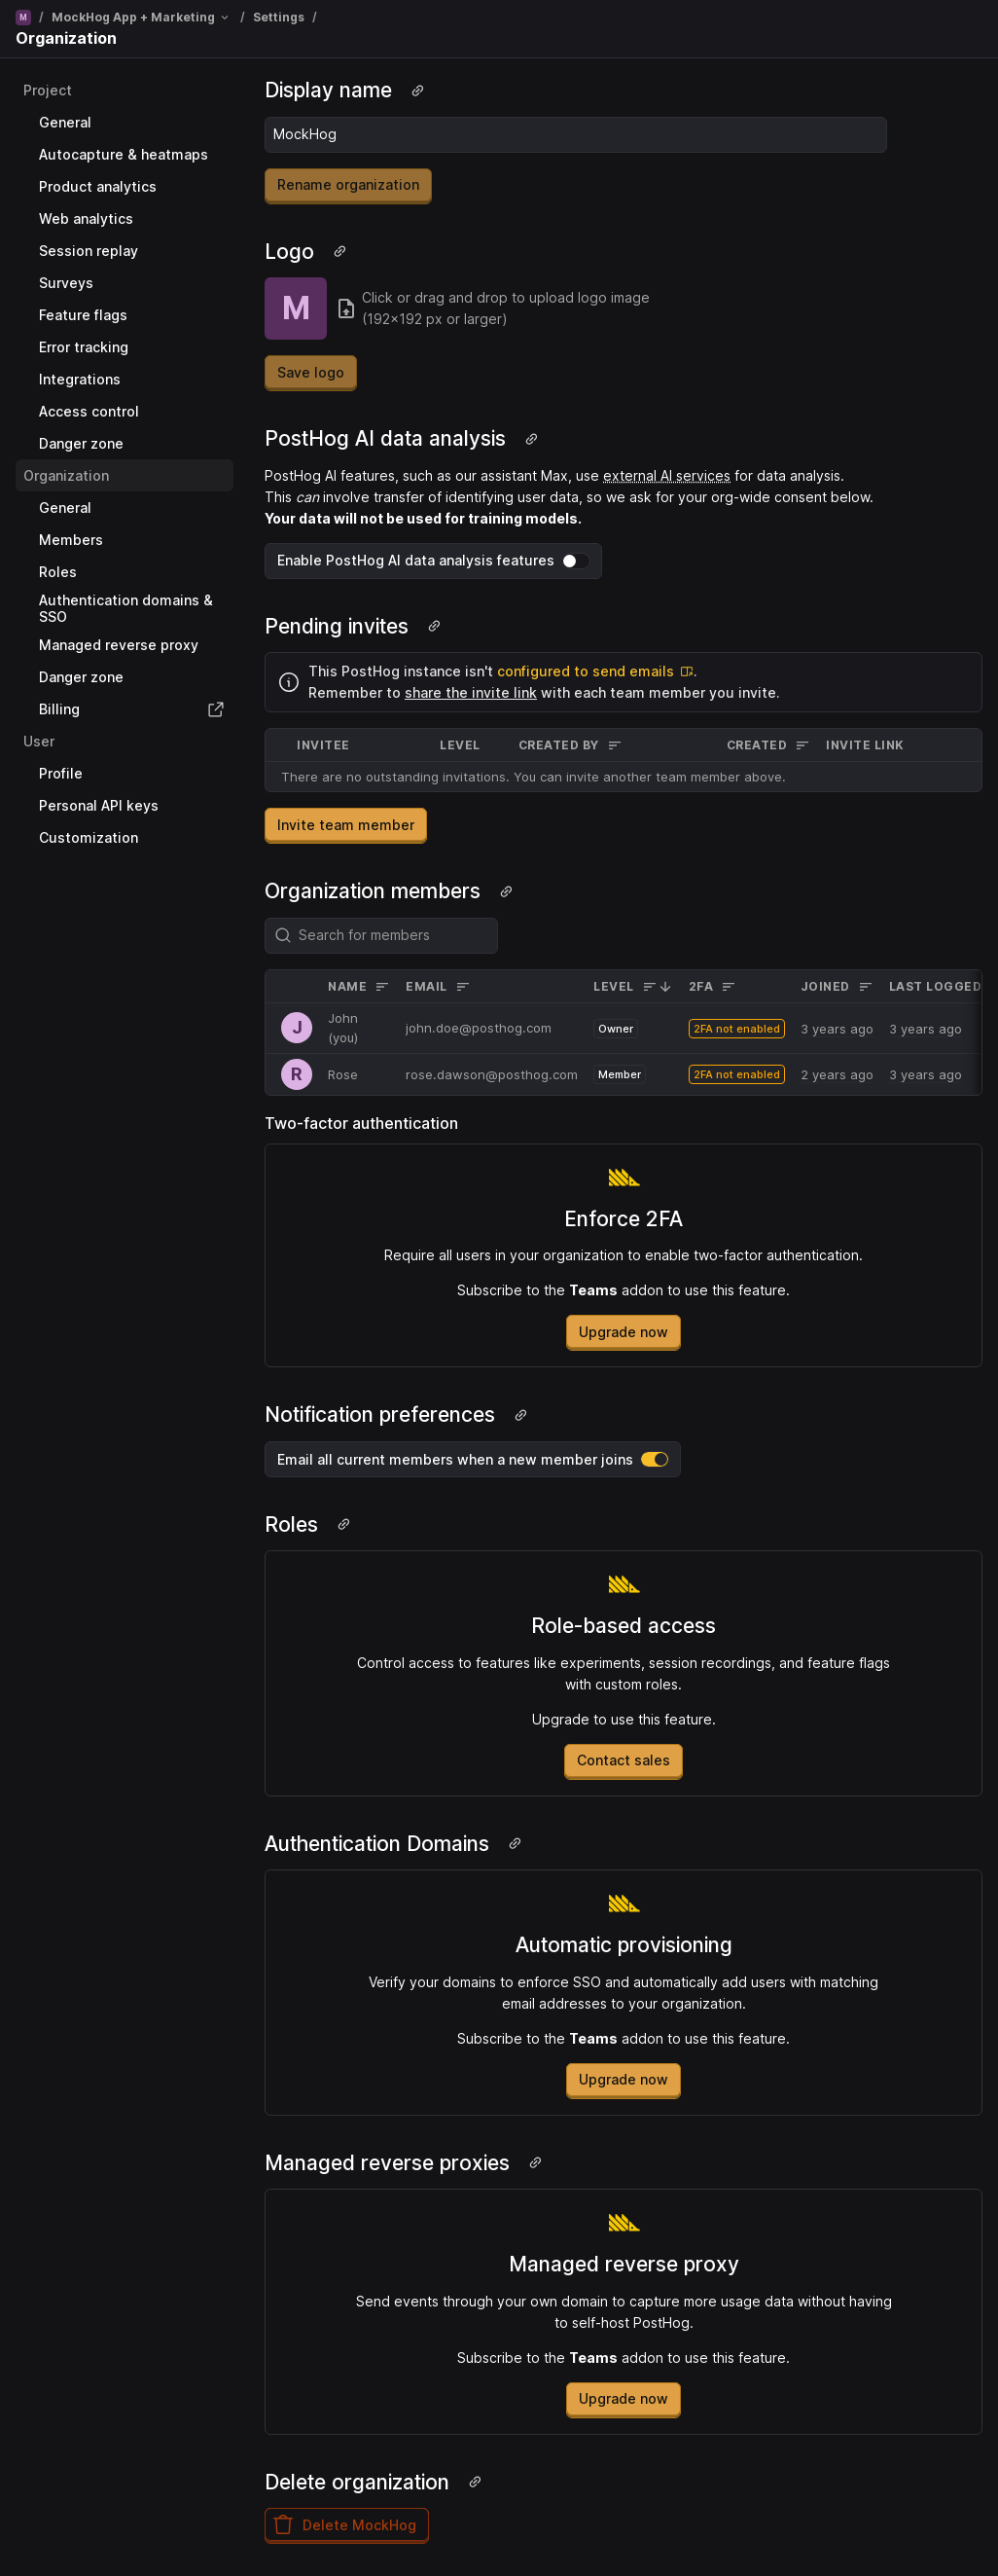 M / MockHog App + Marketing / Settings /
Organization
Project
General
Autocapture & heatmaps
Product analytics
Web analytics
Session replay
Surveys
Feature flags
Error tracking
Integrations
Access control
Danger zone
Organization
General
Members
Roles
Authentication domains &
SSO
Managed reverse proxy
Danger zone
Billing
User
Profile
Personal API keys
Customization
Display name
MockHog
Rename organization
Logo
M
Click or drag and drop to upload logo image
(192×192 px or larger)
Save logo
PostHog AI data analysis
PostHog AI features, such as our assistant Max, use external AI services for data analysis.
This can involve transfer of identifying user data, so we ask for your org-wide consent below.
Your data will not be used for training models.
Enable PostHog AI data analysis features
Pending invites
This PostHog instance isn't configured to send emails .
Remember to share the invite link with each team member you invite.
INVITEE LEVEL CREATED BY CREATED INVITE LINK
There are no outstanding invitations. You can invite another team member above.
Invite team member
Organization members
Search for members
NAME EMAIL LEVEL 2FA JOINED LAST LOGGED
J John (you) john.doe@posthog.com Owner 2FA not enabled 3 years ago 3 years ago
R Rose rose.dawson@posthog.com Member 2FA not enabled 2 years ago 3 years ago
Two-factor authentication
Enforce 2FA
Require all users in your organization to enable two-factor authentication.
Subscribe to the Teams addon to use this feature.
Upgrade now
Notification preferences
Email all current members when a new member joins
Roles
Role-based access
Control access to features like experiments, session recordings, and feature flags
with custom roles.
Upgrade to use this feature.
Contact sales
Authentication Domains
Automatic provisioning
Verify your domains to enforce SSO and automatically add users with matching
email addresses to your organization.
Subscribe to the Teams addon to use this feature.
Upgrade now
Managed reverse proxies
Managed reverse proxy
Send events through your own domain to capture more usage data without having
to self-host PostHog.
Subscribe to the Teams addon to use this feature.
Upgrade now
Delete organization
Delete MockHog